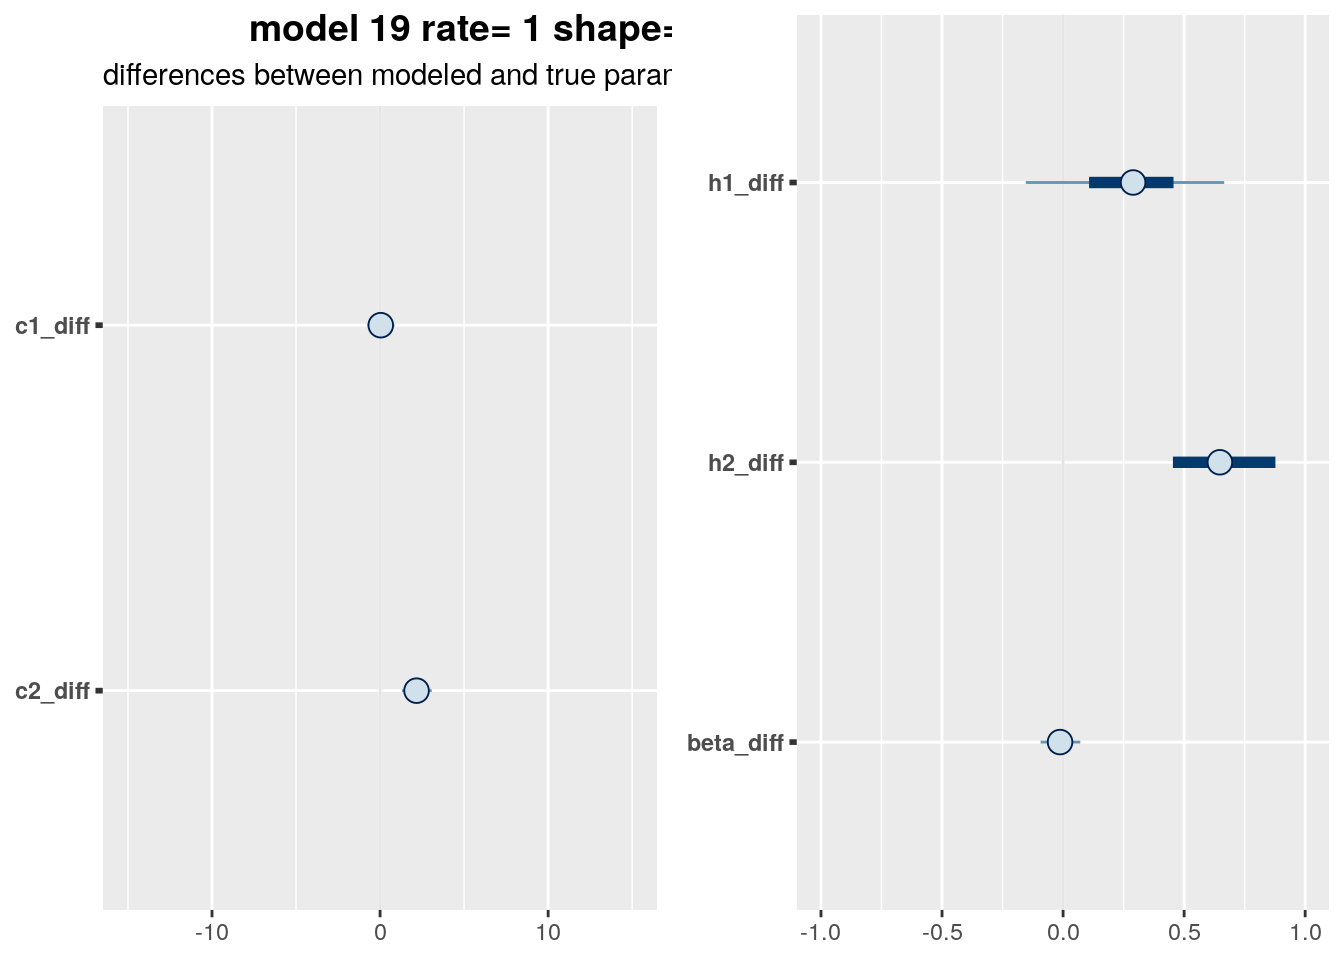 model 19 rate= 1 shape=
differences between modeled and true
c1_diff
c2_diff
-10 0 10
h1_diff
h2_diff
beta_diff
-1.0 -0.5 0.0 0.5 1.0